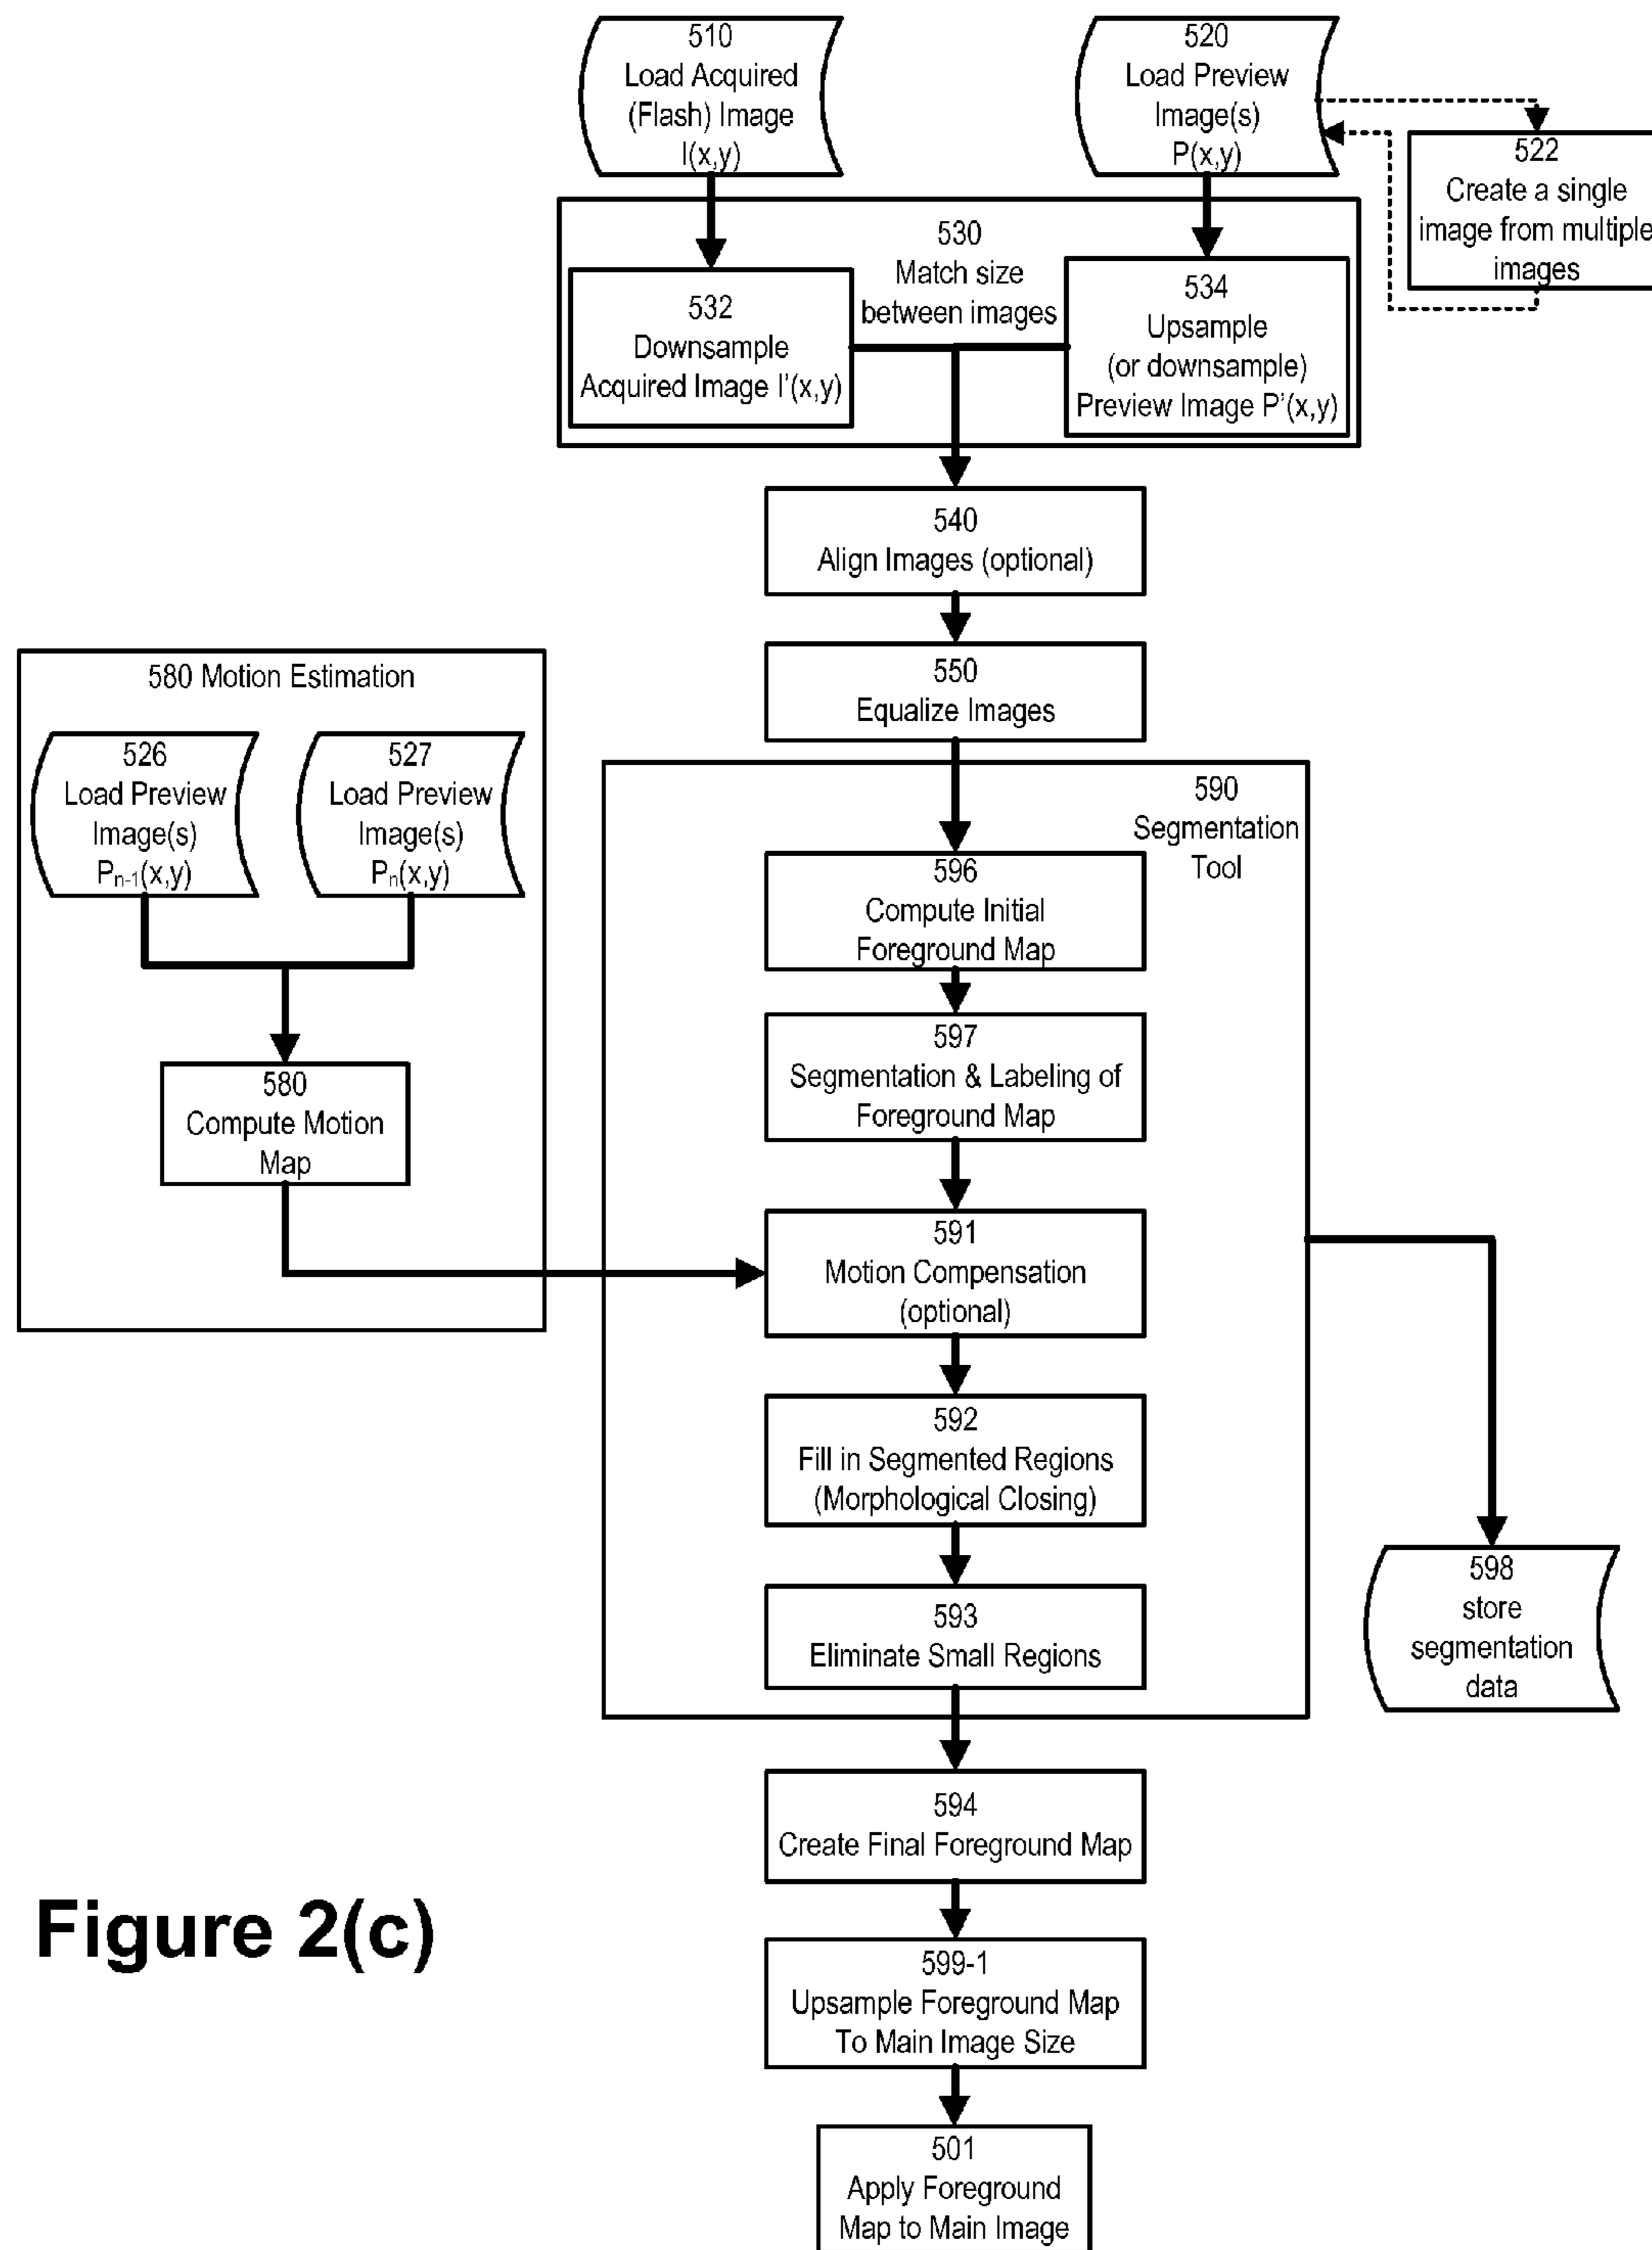 510
Load Acquired
(Flash) Image
I(x,y)
520
Load Preview
Image(s)
P(x,y)
522
Create a single
image from multiple
images
530
Match size
between images
532
Downsample
Acquired Image I'(x,y)
534
Upsample
(or downsample)
Preview Image P'(x,y)
540
Align Images (optional)
550
Equalize Images
580 Motion Estimation
526
Load Preview
Image(s)
Pn-1(x,y)
527
Load Preview
Image(s)
Pn(x,y)
580
Compute Motion
Map
590
Segmentation
Tool
596
Compute Initial
Foreground Map
597
Segmentation & Labeling of
Foreground Map
591
Motion Compensation
(optional)
592
Fill in Segmented Regions
(Morphological Closing)
593
Eliminate Small Regions
598
store
segmentation
data
594
Create Final Foreground Map
599-1
Upsample Foreground Map
To Main Image Size
501
Apply Foreground
Map to Main Image
Figure 2(c)